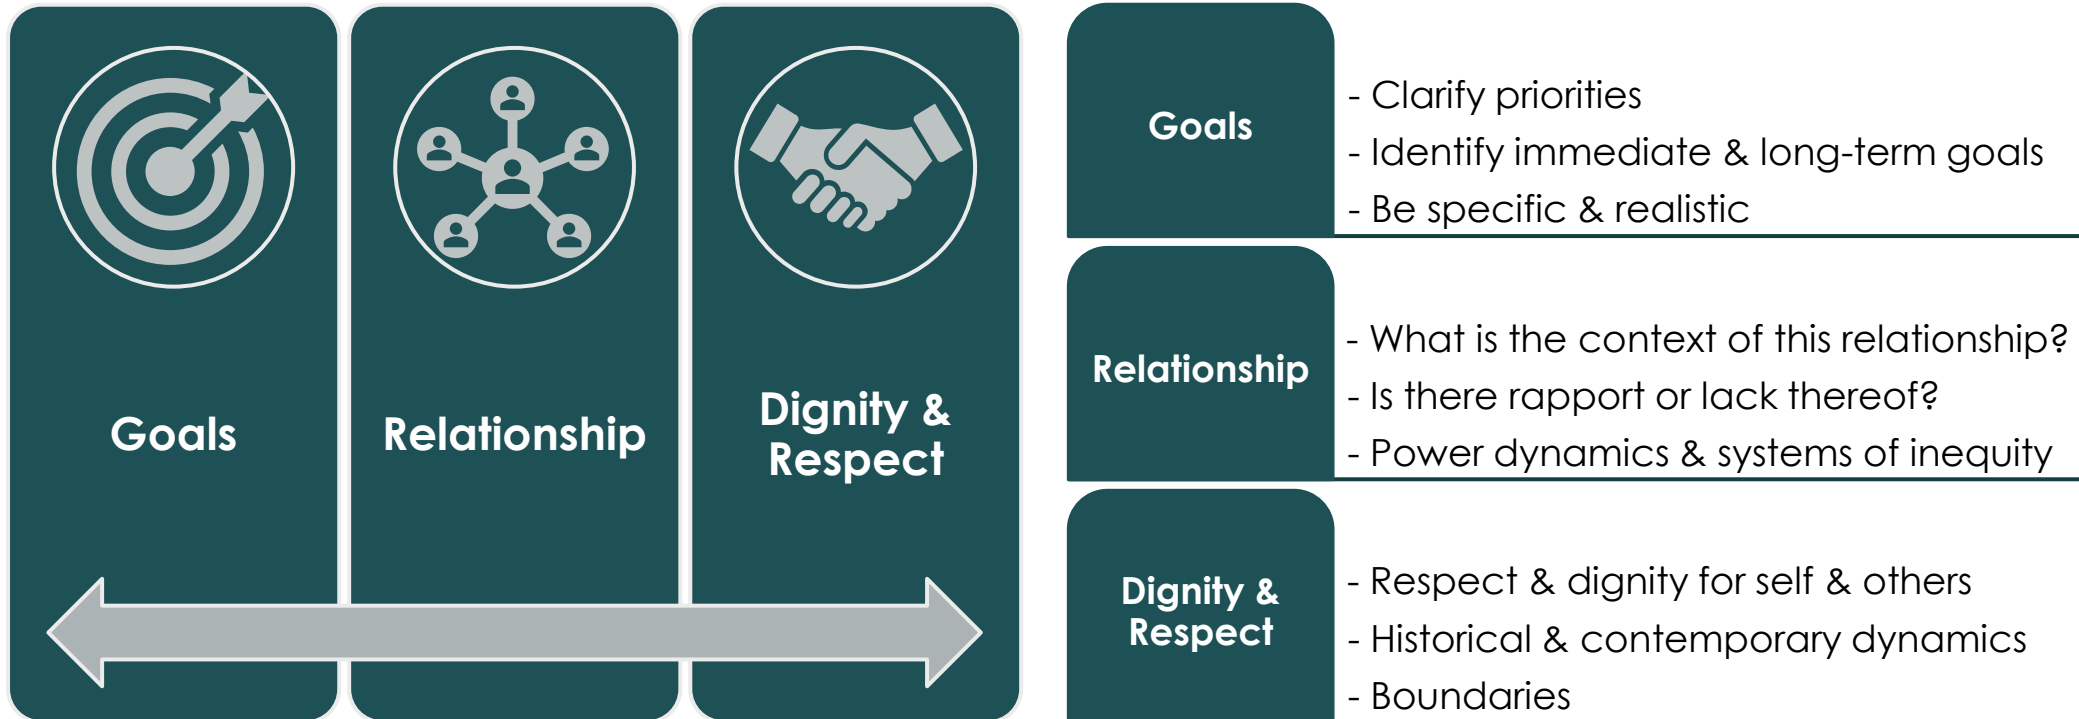 Goals
Relationship
Dignity &
Respect
Goals
- Clarify priorities
- Identify immediate & long-term goals
- Be specific & realistic
Relationship
- What is the context of this relationship?
- Is there rapport or lack thereof?
- Power dynamics & systems of inequity
Dignity &
Respect
- Respect & dignity for self & others
- Historical & contemporary dynamics
- Boundaries